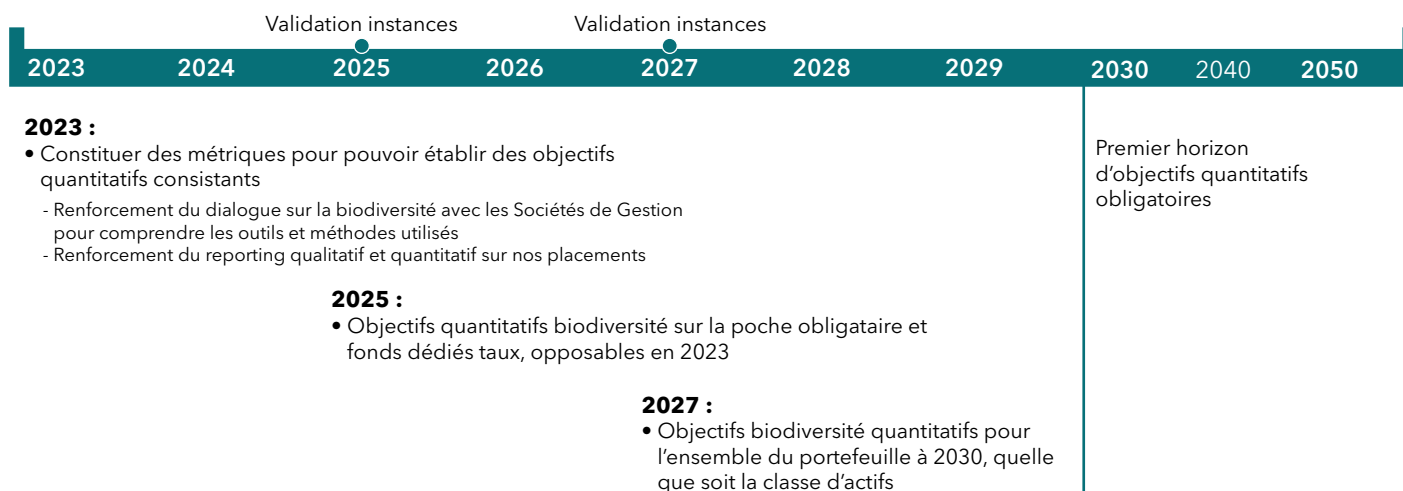 Validation instances Validation instances
2023 2024 2025 2026 2027 2028 2029 2030 2040 2050
2023 :
• Constituer des métriques pour pouvoir établir des objectifs
quantitatifs consistants
- Renforcement du dialogue sur la biodiversité avec les Sociétés de Gestion
pour comprendre les outils et méthodes utilisés
- Renforcement du reporting qualitatif et quantitatif sur nos placements
Premier horizon
d’objectifs quantitatifs
obligatoires
2025 :
• Objectifs quantitatifs biodiversité sur la poche obligataire et
fonds dédiés taux, opposables en 2023
2027 :
• Objectifs biodiversité quantitatifs pour
l’ensemble du portefeuille à 2030, quelle
que soit la classe d’actifs